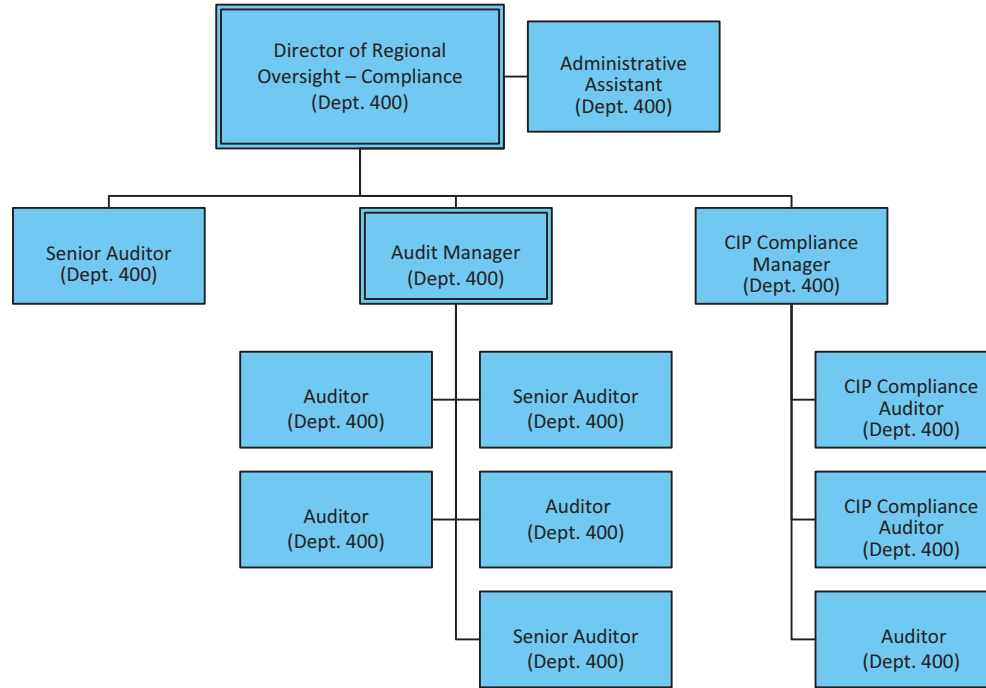 Director of Regional
Oversight – Compliance
(Dept. 400)
Administrative
Assistant
(Dept. 400)
Senior Auditor
(Dept. 400)
Audit Manager
(Dept. 400)
CIP Compliance
Manager
(Dept. 400)
Auditor
(Dept. 400)
Senior Auditor
(Dept. 400)
CIP Compliance
Auditor
(Dept. 400)
Auditor
(Dept. 400)
Auditor
(Dept. 400)
CIP Compliance
Auditor
(Dept. 400)
Senior Auditor
(Dept. 400)
Auditor
(Dept. 400)